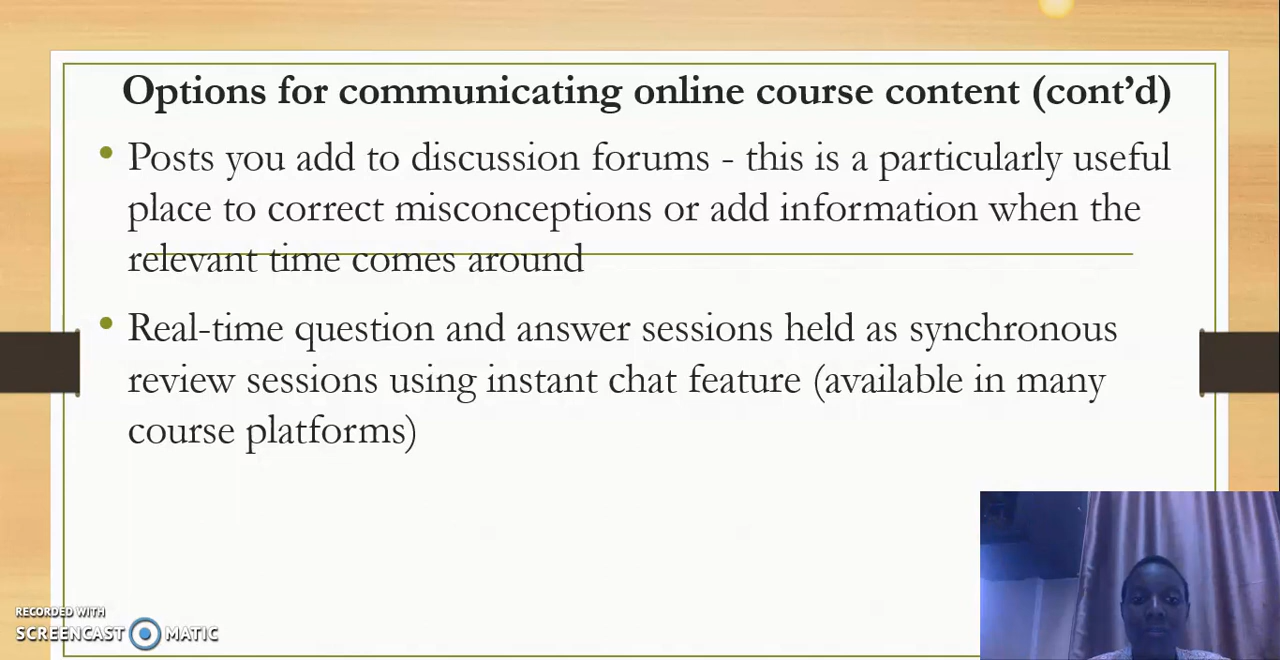 Options for communicating online course content (cont’d)
• Posts you add to discussion forums - this is a particularly useful
place to correct misconceptions or add information when the
relevant time comes around
• Real-time question and answer sessions held as synchronous
review sessions using instant chat feature (available in many
course platforms)
RECORDED WITH
SCREENCAST MATIC